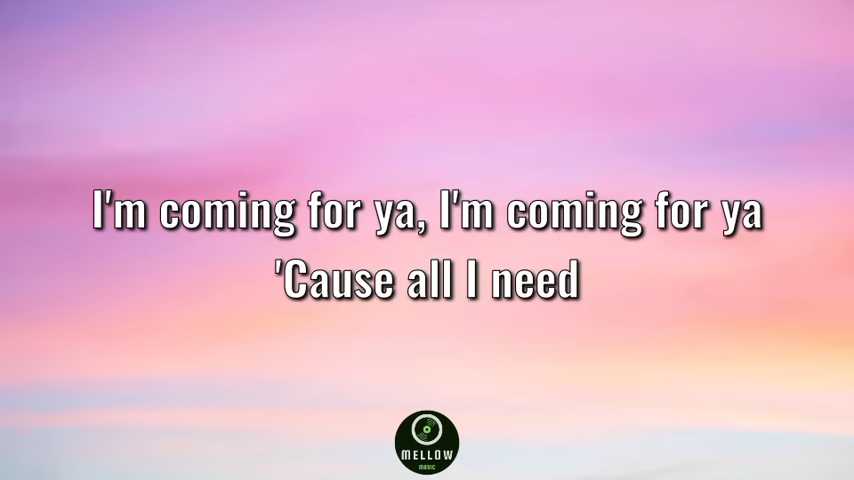 I'm coming for ya, I'm coming for ya
'Cause all I need
MELLOW
MUSIC